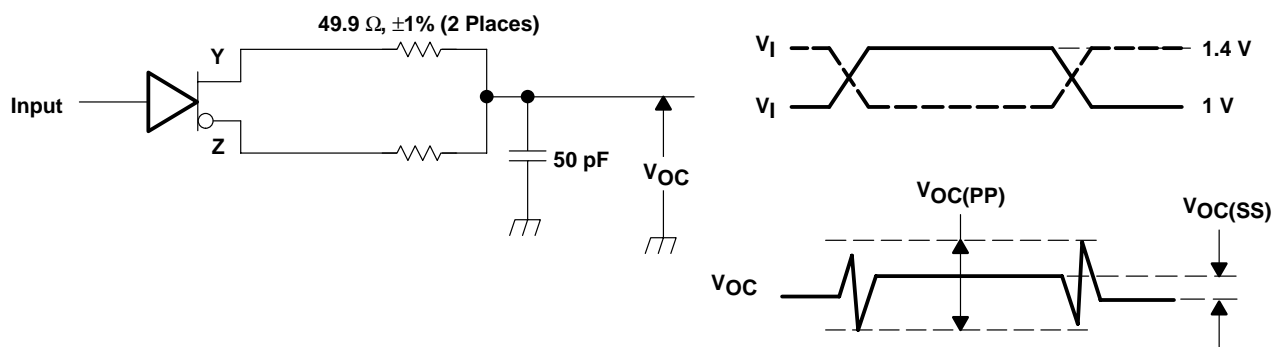 49.9 Ω, ±1% (2 Places)
Y
Input
Z
50 pF
VOC
VI
1.4 V
VI
1 V
VOC(PP)
VOC(SS)
VOC